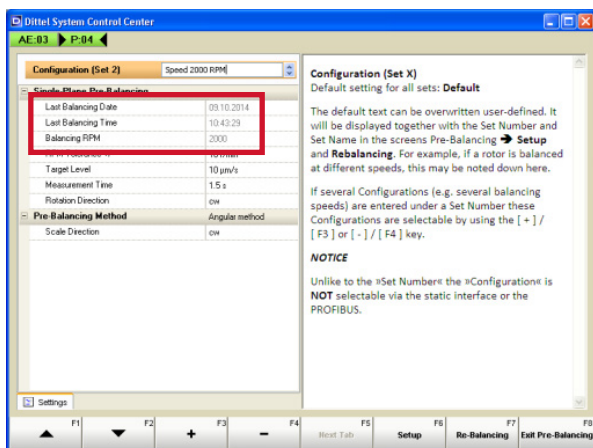 Dittel System Control Center
AE:03 P:04
Configuration (Set 2) Speed 2000 RPM
Single Plane Pre-Balancing
Last Balancing Date 09.10.2014
Last Balancing Time 10:43:29
Balancing RPM 2000
Target Level 10 µm/s
Measurement Time 1.5 s
Rotation Direction cw
Pre-Balancing Method Angular method
Scale Direction cw
Settings
Configuration (Set X)
Default setting for all sets: Default
The default text can be overwritten user-defined. It
will be displayed together with the Set Number and
Set Name in the screens Pre-Balancing ➔ Setup
and Rebalancing. For example, if a rotor is balanced
at different speeds, this may be noted down here.
If several Configurations (e.g. several balancing
speeds) are entered under a Set Number these
Configurations are selectable by using the [ + ] /
[ F3 ] or [ - ] / [ F4 ] key.
NOTICE
Unlike to the »Set Number« the »Configuration« is
NOT selectable via the static interface or the
PROFIBUS.
F1 F2 F3 F4 F5 F6 F7 F8
+ - Next Tab Setup Re-Balancing Exit Pre-Balancing